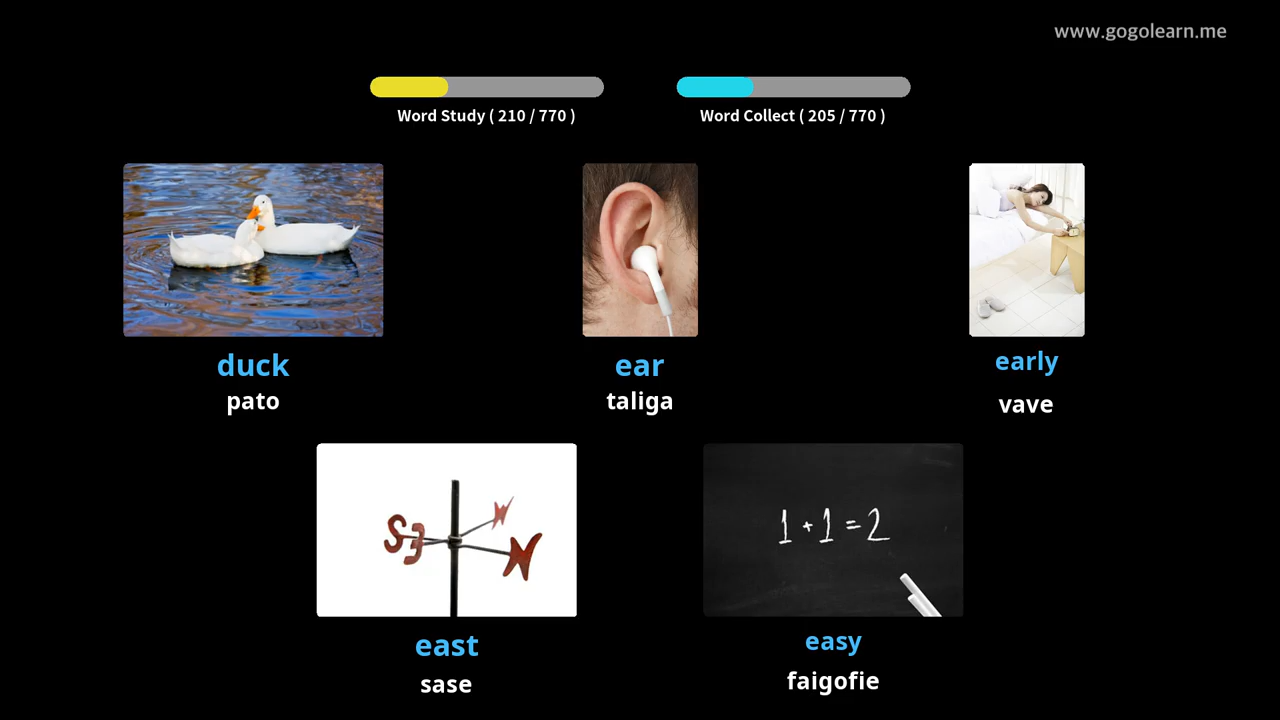 www.gogolearn.me
Word Study ( 210 / 770 )
Word Collect ( 205 / 770 )
duck
pato
ear
taliga
early
vave
S E N
1 + 1 = 2
east
sase
easy
faigofie